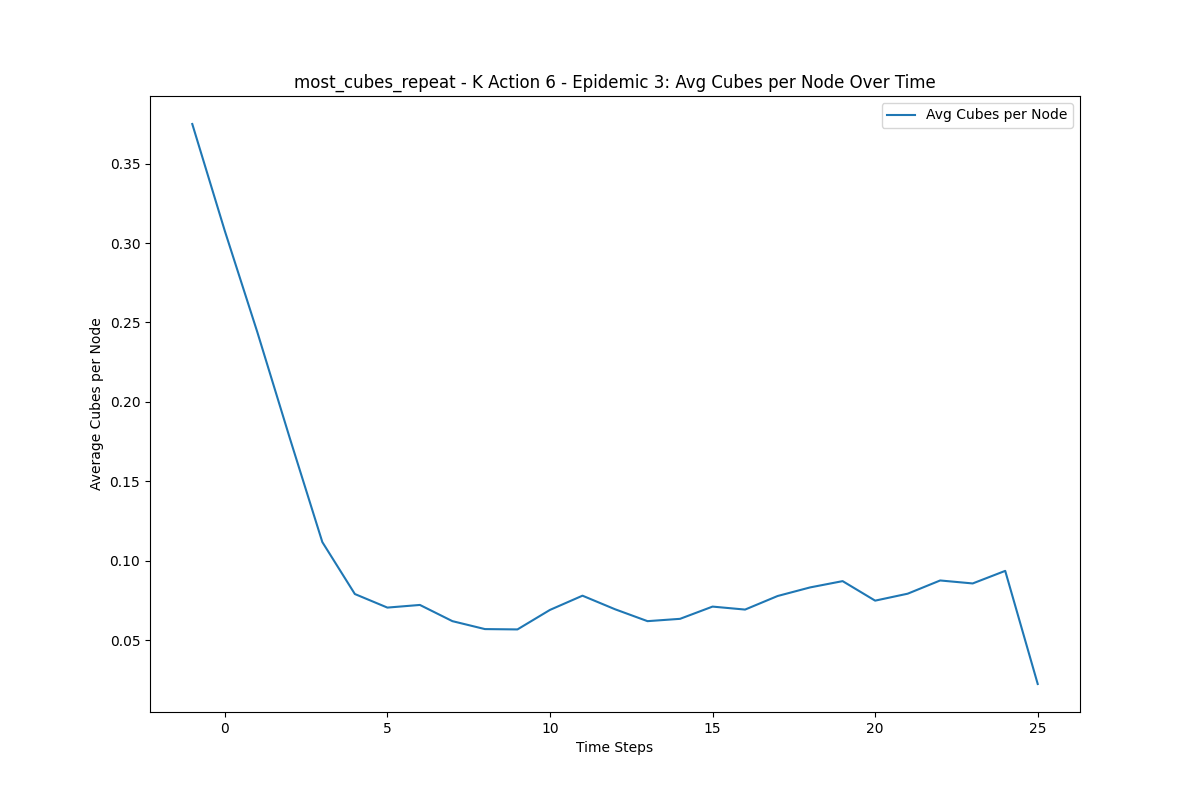 most_cubes_repeat - K Action 6 - Epidemic 3: Avg Cubes per Node Over Time
Avg Cubes per Node
Average Cubes per Node
0.35
0.30
0.25
0.20
0.15
0.10
0.05
0 5 10 15 20 25
Time Steps